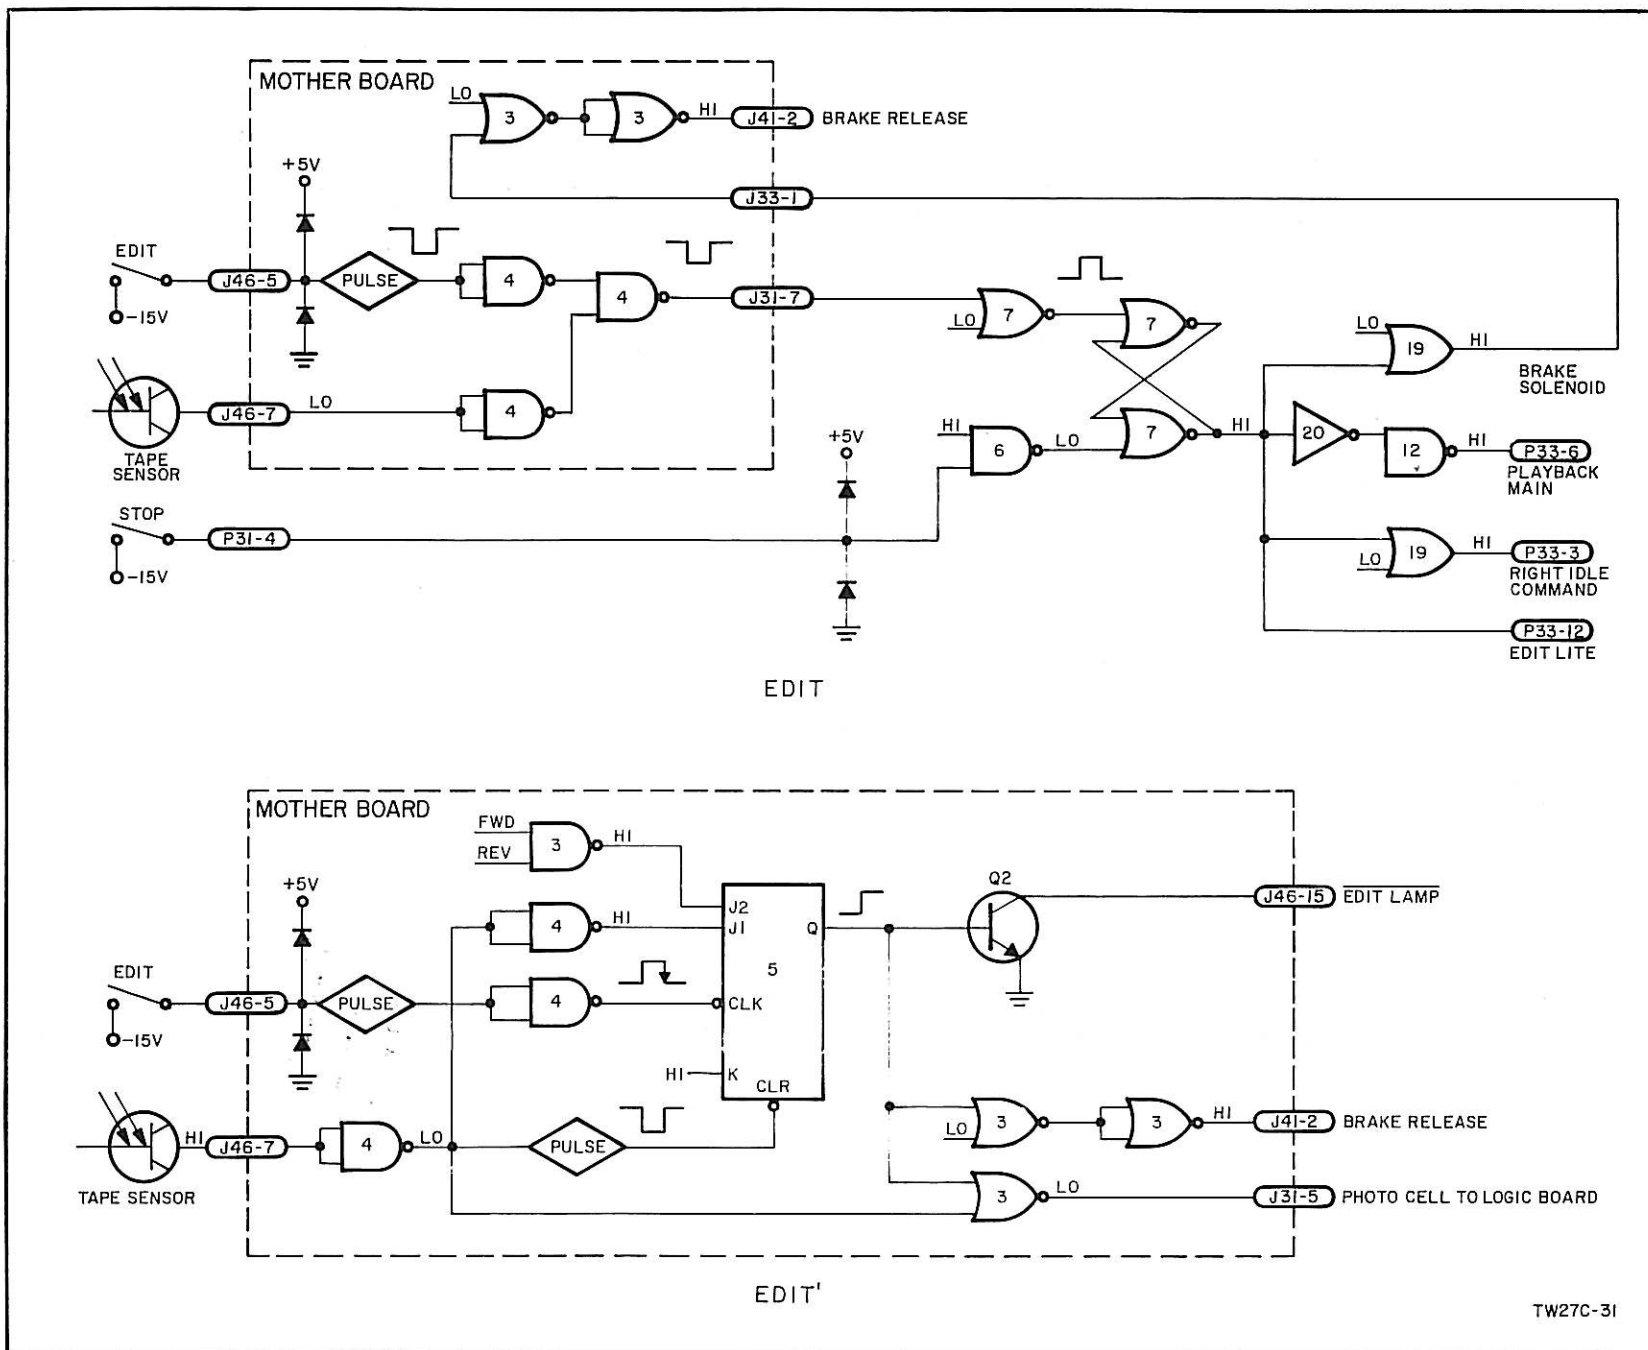 MOTHER BOARD
LO
3
3
HI
J41-2
BRAKE RELEASE
+5V
J33-1
EDIT
J46-5
PULSE
4
4
J31-7
-15V
7
LO
7
LO
19
HI
BRAKE
SOLENOID
J46-7
LO
4
TAPE
SENSOR
+5V
HI
6
LO
7
HI
20
12
HI
P33-6
PLAYBACK
MAIN
STOP
P31-4
-15V
LO
19
HI
P33-3
RIGHT IDLE
COMMAND
P33-12
EDIT LITE
EDIT
MOTHER BOARD
FWD
REV
3
HI
+5V
Q2
J46-15
EDIT LAMP
J2
4
HI
J1
Q
5
EDIT
J46-5
PULSE
4
CLK
-15V
HI
K
CLR
HI
J46-7
4
LO
PULSE
TAPE SENSOR
LO
3
3
HI
J41-2
BRAKE RELEASE
3
LO
J31-5
PHOTO CELL TO LOGIC BOARD
EDIT'
TW27C-31